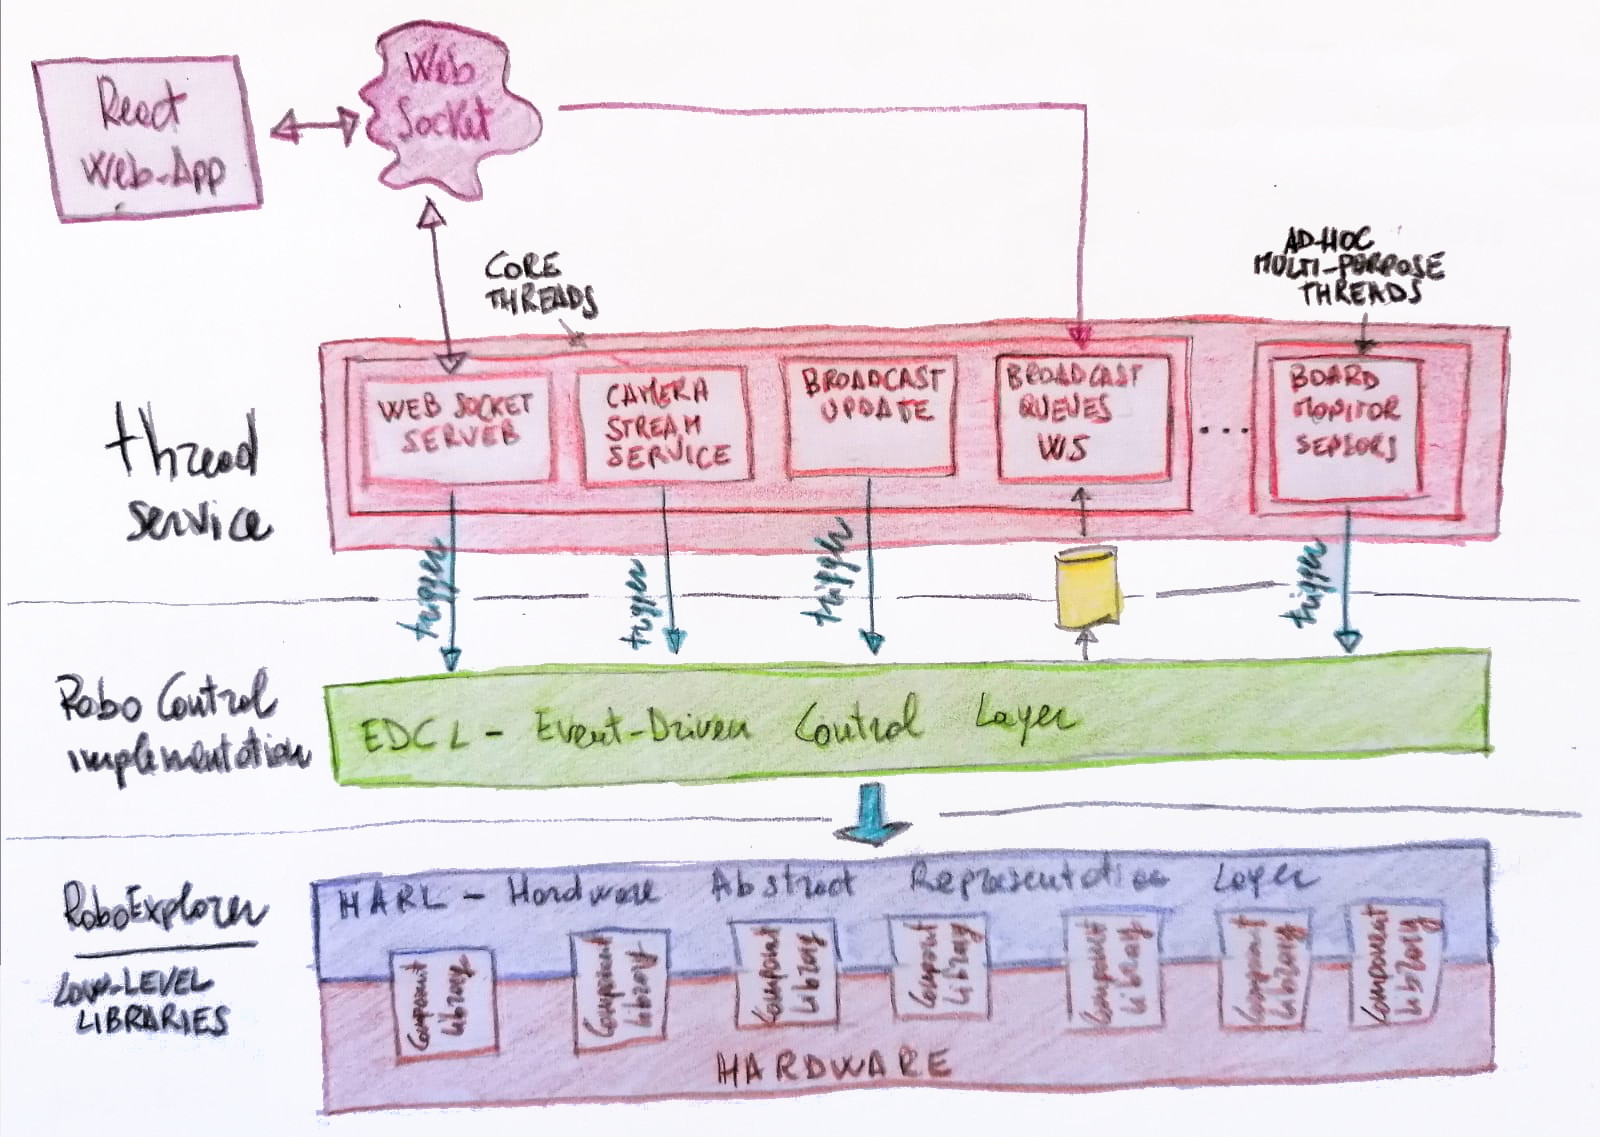 React
Web-App
Web
Socket
CORE
THREADS
AD-HOC
MULTI-PORPOSE
THREADS
thread
service
WEB SOCKET
SERVER
CAMERA
STREAM
SERVICE
BROADCAST
UPDATE
BROADCAST
QUEUES
WS
...
BOARD
MONITOR
SENSORS
trigger
trigger
trigger
trigger
Robo Control
implementation
EDCL - Event-Driven Control Layer
RoboExplorer
LOW-LEVEL
LIBRARIES
HARL - Hardware Abstract Representation Layer
Component
Library
Component
Library
Component
Library
Component
Library
Component
Library
Component
Library
Component
Library
HARDWARE